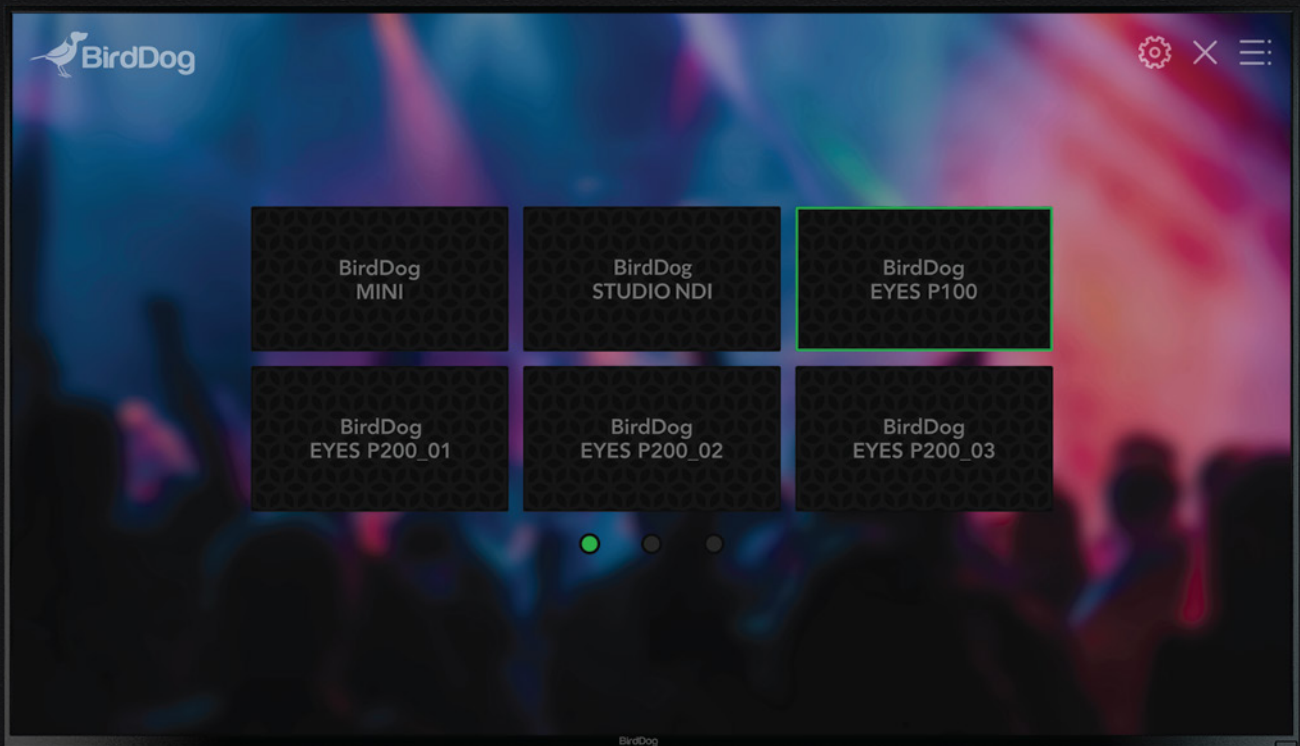 BirdDog
BirdDog
MINI
BirdDog
STUDIO NDI
BirdDog
EYES P100
BirdDog
EYES P200_01
BirdDog
EYES P200_02
BirdDog
EYES P200_03
BirdDog